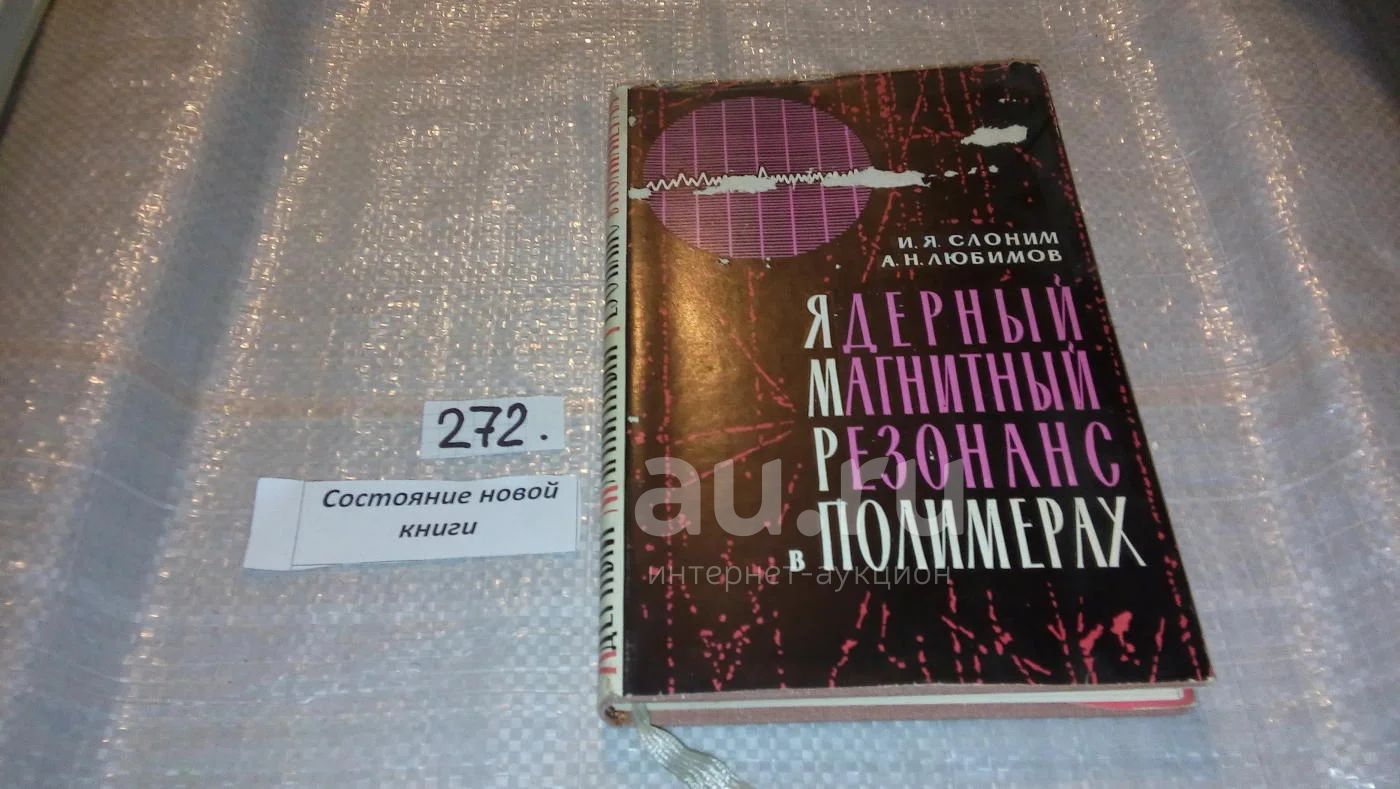 И. Я. СЛОНИМ
А. Н. ЛЮБИМОВ
ЯДЕРНЫЙ
МАГНИТНЫЙ
РЕЗОНАНС
в ПОЛИМЕРАХ
272.
Состояние новой
книги
au.ru
интернет-аукцион